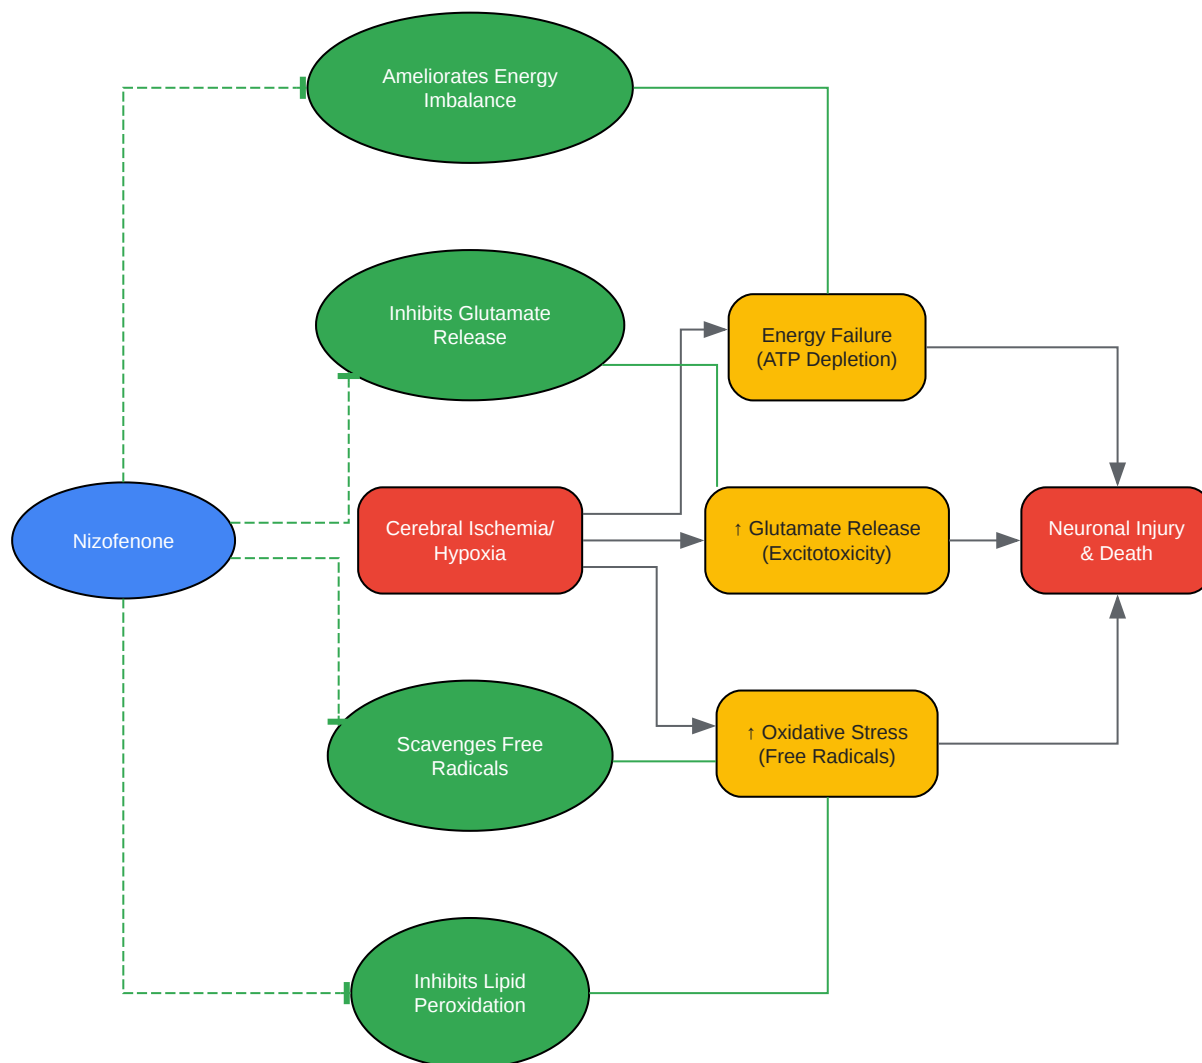 Ameliorates Energy
Imbalance
Inhibits Glutamate
Release
Energy Failure
(ATP Depletion)
Nizofenone
Cerebral Ischemia/
Hypoxia
↑ Glutamate Release
(Excitotoxicity)
Neuronal Injury
& Death
Scavenges Free
Radicals
↑ Oxidative Stress
(Free Radicals)
Inhibits Lipid
Peroxidation